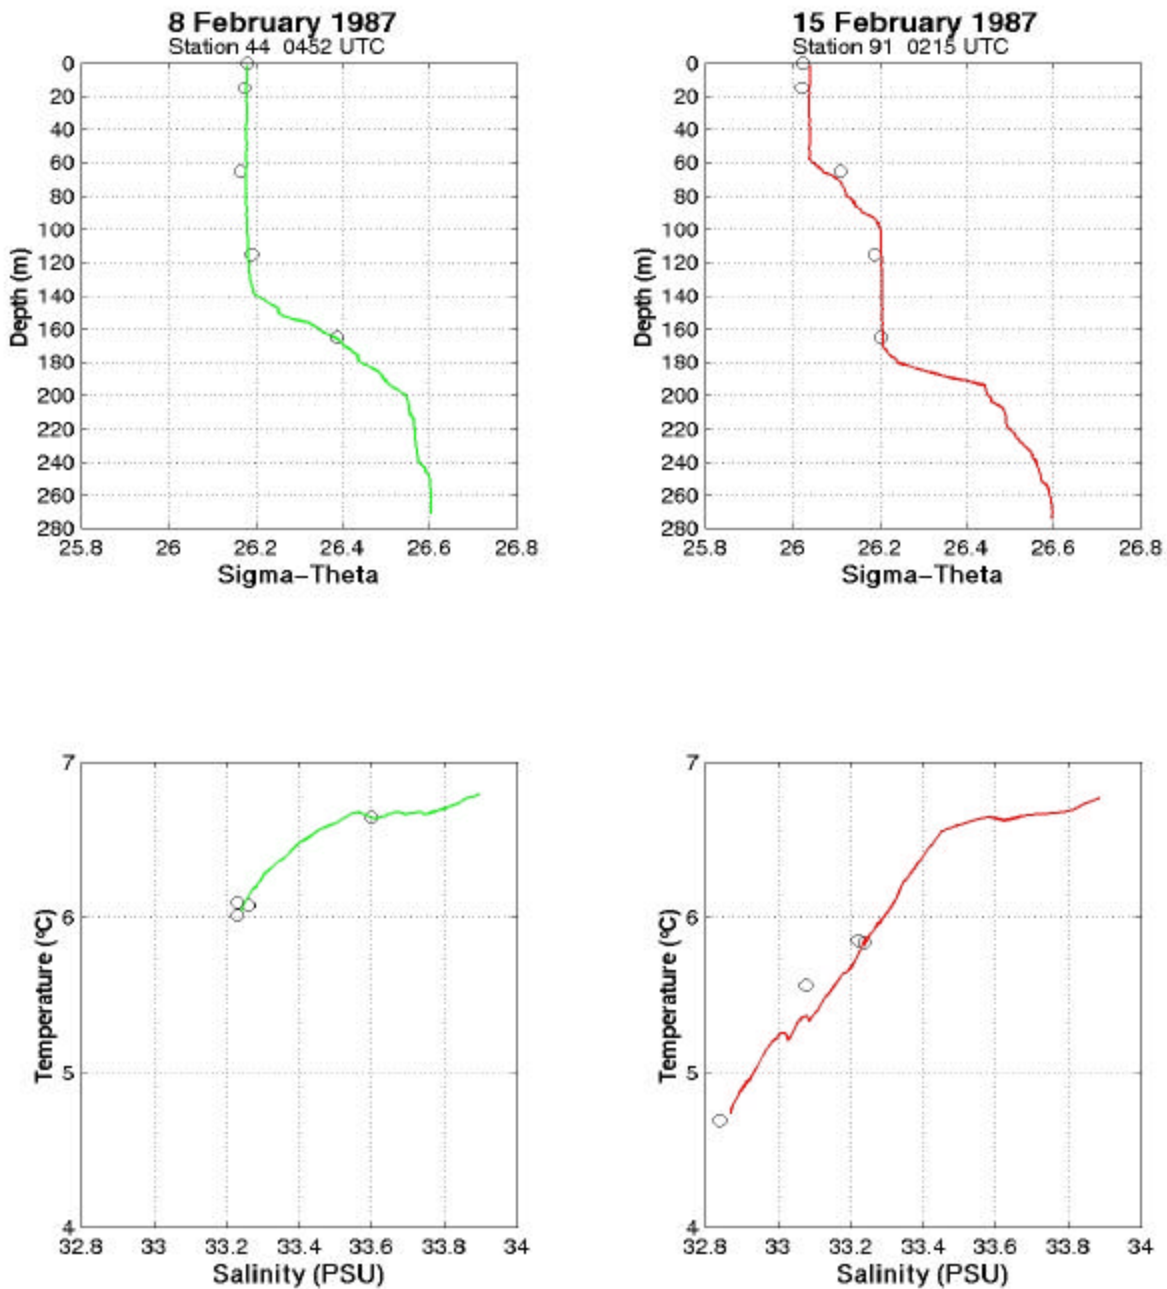 8 February 1987
Station 44 0452 UTC
0
20
40
60
80
100
120
140
160
180
200
220
240
260
280
Depth (m)
25.8 26 26.2 26.4 26.6 26.8
Sigma-Theta
15 February 1987
Station 91 0215 UTC
0
20
40
60
80
100
120
140
160
180
200
220
240
260
280
Depth (m)
25.8 26 26.2 26.4 26.6 26.8
Sigma-Theta
7
6
5
4
Temperature (°C)
32.8 33 33.2 33.4 33.6 33.8 34
Salinity (PSU)
7
6
5
4
Temperature (°C)
32.8 33 33.2 33.4 33.6 33.8 34
Salinity (PSU)